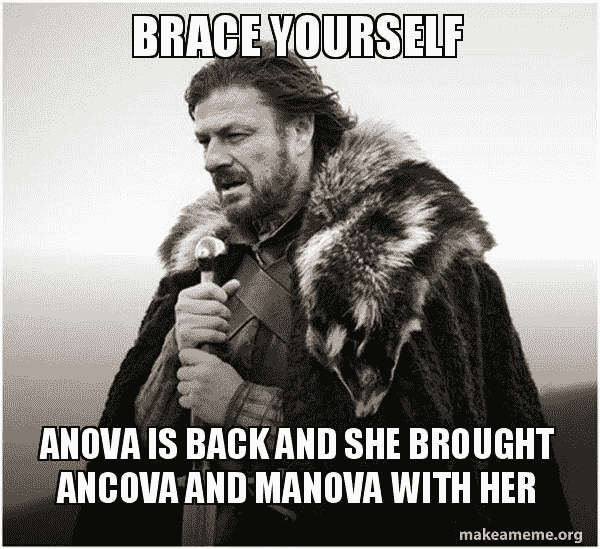 BRACE YOURSELF
ANOVA IS BACK AND SHE BROUGHT
ANCOVA AND MANOVA WITH HER
makeameme.org